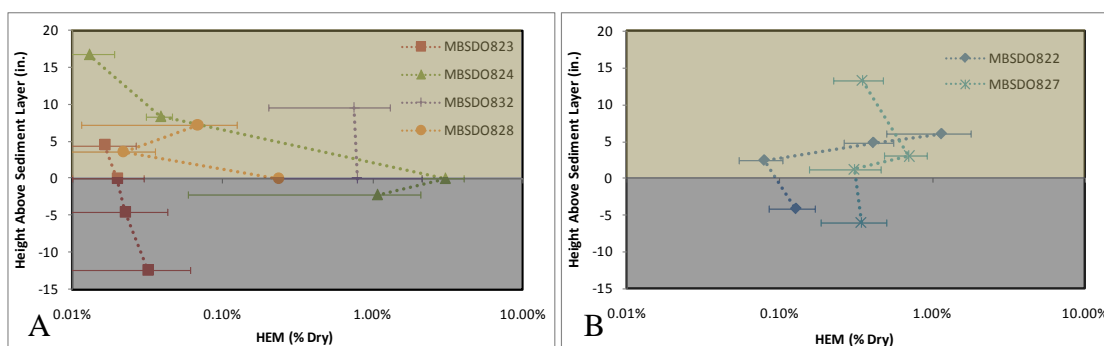 20
15
10
5
0
-5
-10
-15
Height Above Sediment Layer (in.)
MBSDO823
MBSDO824
MBSDO832
MBSDO828
0.01%
0.10%
1.00%
10.00%
HEM (% Dry)
A
20
15
10
5
0
-5
-10
-15
Height Above Sediment Layer (in.)
MBSDO822
MBSDO827
0.01%
0.10%
1.00%
10.00%
HEM (% Dry)
B